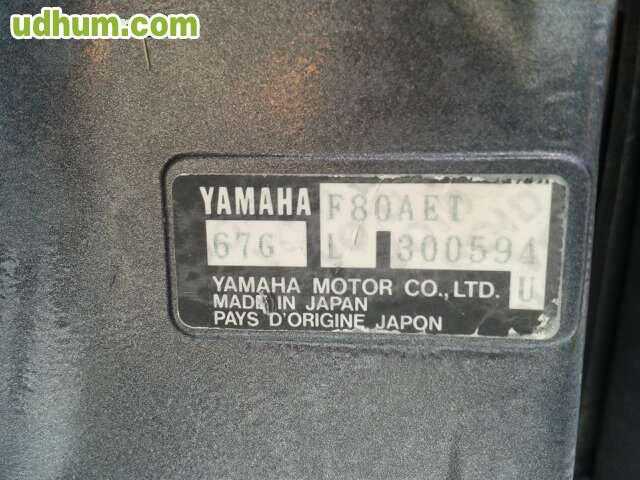 udhum.com
YAMAHA F80AET
67G L 300594
YAMAHA MOTOR CO.,LTD. U
MADE IN JAPAN
PAYS D'ORIGINE JAPON